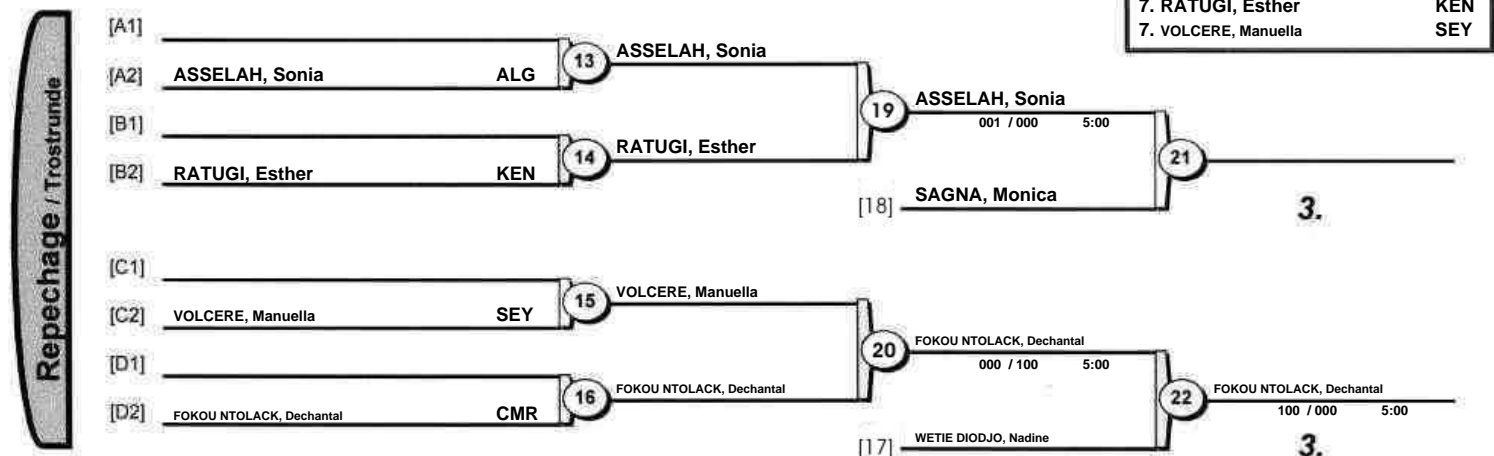 7. RATUGI, Esther KEN
7. VOLCERE, Manuella SEY
Repechage / Trostrunde
[A1]
[A2] ASSELAH, Sonia ALG
13 ASSELAH, Sonia
[B1]
[B2] RATUGI, Esther KEN
14 RATUGI, Esther
19 ASSELAH, Sonia
001 / 000 5:00
[18] SAGNA, Monica
21
3.
[C1]
[C2] VOLCERE, Manuella SEY
15 VOLCERE, Manuella
[D1]
[D2] FOKOU NTOLACK, Dechantal CMR
16 FOKOU NTOLACK, Dechantal
20 FOKOU NTOLACK, Dechantal
000 / 100 5:00
[17] WETIE DIODJO, Nadine
22 FOKOU NTOLACK, Dechantal
100 / 000 5:00
3.